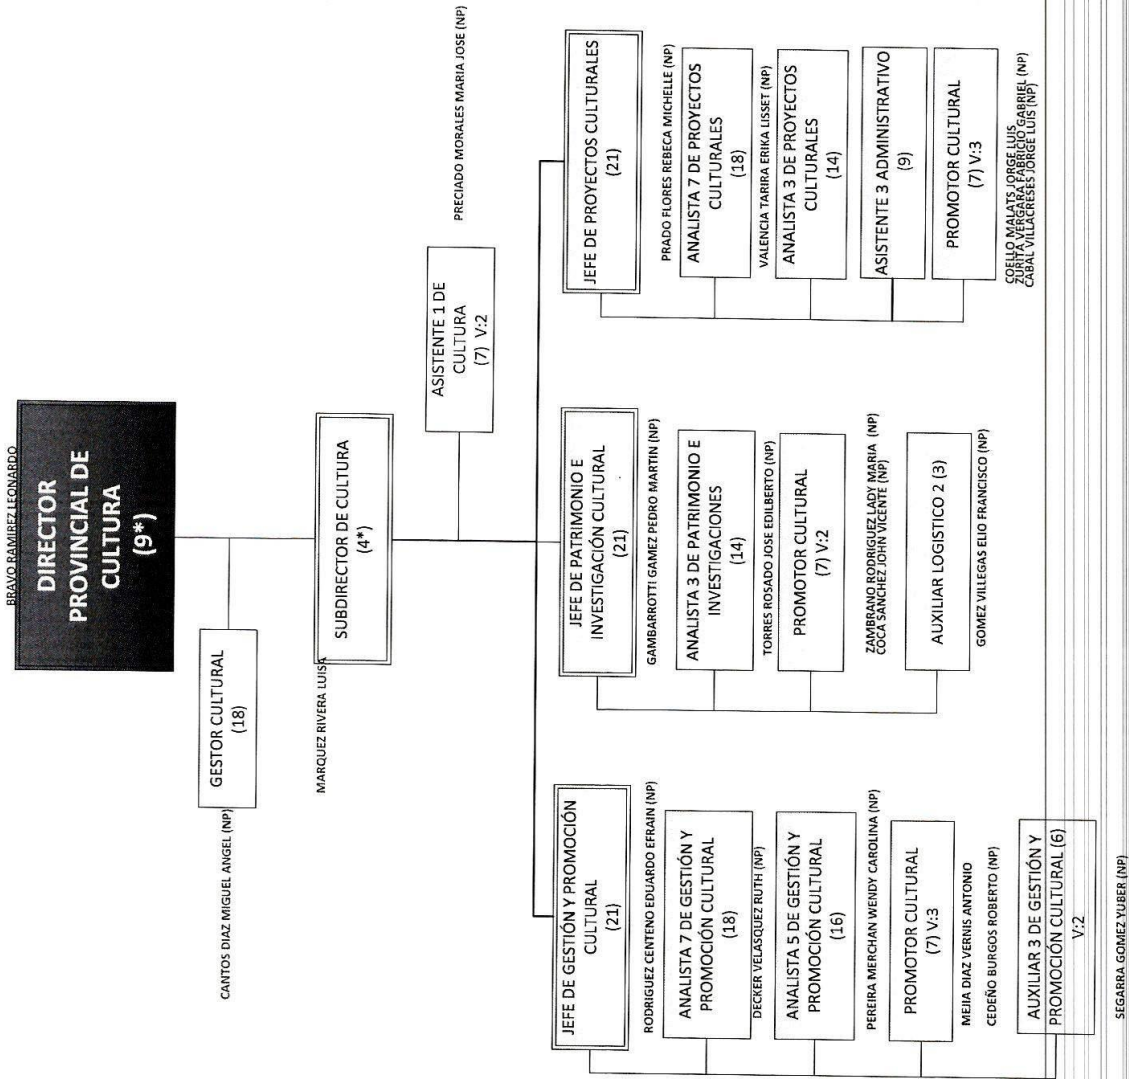 BRAVO RAMIREZ LEONARDO
DIRECTOR
PROVINCIAL DE
CULTURA
(9*)
GESTOR CULTURAL
(18)
CANTOS DIAZ MIGUEL ANGEL (NP)
SUBDIRECTOR DE CULTURA
(4*)
MARQUEZ RIVERA LUISA
ASISTENTE 1 DE
CULTURA
(7) V:2
PRECIADO MORALES MARIA JOSE (NP)
JEFE DE GESTIÓN Y PROMOCIÓN
CULTURAL
(21)
RODRIGUEZ CENTENO EDUARDO EFRAIN (NP)
ANALISTA 7 DE GESTIÓN Y
PROMOCIÓN CULTURAL
(18)
DECKER VELASQUEZ RUTH (NP)
ANALISTA 5 DE GESTIÓN Y
PROMOCIÓN CULTURAL
(16)
PEREIRA MERCHAN WENDY CAROLINA (NP)
PROMOTOR CULTURAL
(7) V:3
MEJIA DIAZ VERNIS ANTONIO
CEDEÑO BURGOS ROBERTO (NP)
AUXILIAR 3 DE GESTIÓN Y
PROMOCIÓN CULTURAL (6)
V:2
SEGARRA GOMEZ YUBER (NP)
JEFE DE PATRIMONIO E
INVESTIGACIÓN CULTURAL
(21)
GAMBARROTTI GAMEZ PEDRO MARTIN (NP)
ANALISTA 3 DE PATRIMONIO E
INVESTIGACIONES
(14)
TORRES ROSADO JOSE EDILBERTO (NP)
PROMOTOR CULTURAL
(7) V:2
ZAMBRANO RODRIGUEZ LADY MARIA (NP)
COCA SANCHEZ JOHN VICENTE (NP)
AUXILIAR LOGISTICO 2 (3)
GOMEZ VILLEGAS ELIO FRANCISCO (NP)
JEFE DE PROYECTOS CULTURALES
(21)
PRADO FLORES REBECA MICHELLE (NP)
ANALISTA 7 DE PROYECTOS
CULTURALES
(18)
VALENCIA TARIRA ERIKA LISSET (NP)
ANALISTA 3 DE PROYECTOS
CULTURALES
(14)
ASISTENTE 3 ADMINISTRATIVO
(9)
PROMOTOR CULTURAL
(7) V:3
COELLO MALATS JORGE LUIS
ZURITA VERGARA FABRICIO GABRIEL (NP)
CABAL VILLACRESES JORGE LUIS (NP)